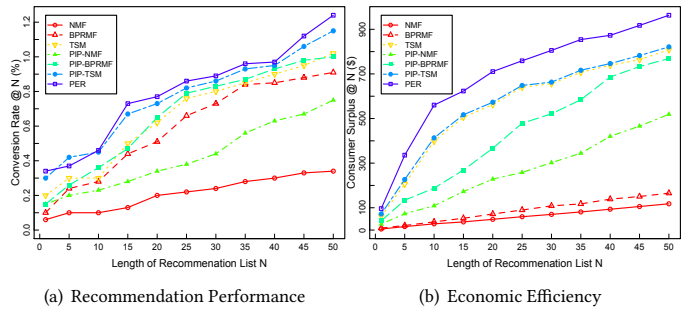 NMF
BPRMF
TSM
PIP-NMF
PIP-BPRMF
PIP-TSM
PER
Conversion Rate @ N (%)
0.0 0.2 0.4 0.6 0.8 1.0 1.2
0 5 10 15 20 25 30 35 40 45 50
Length of Recommenation List N
(a) Recommendation Performance
NMF
BPRMF
TSM
PIP-NMF
PIP-BPRMF
PIP-TSM
PER
Consumer Surplus @ N ($)
0 100 300 500 700 900
0 5 10 15 20 25 30 35 40 45 50
Length of Recommenation List N
(b) Economic Efficiency